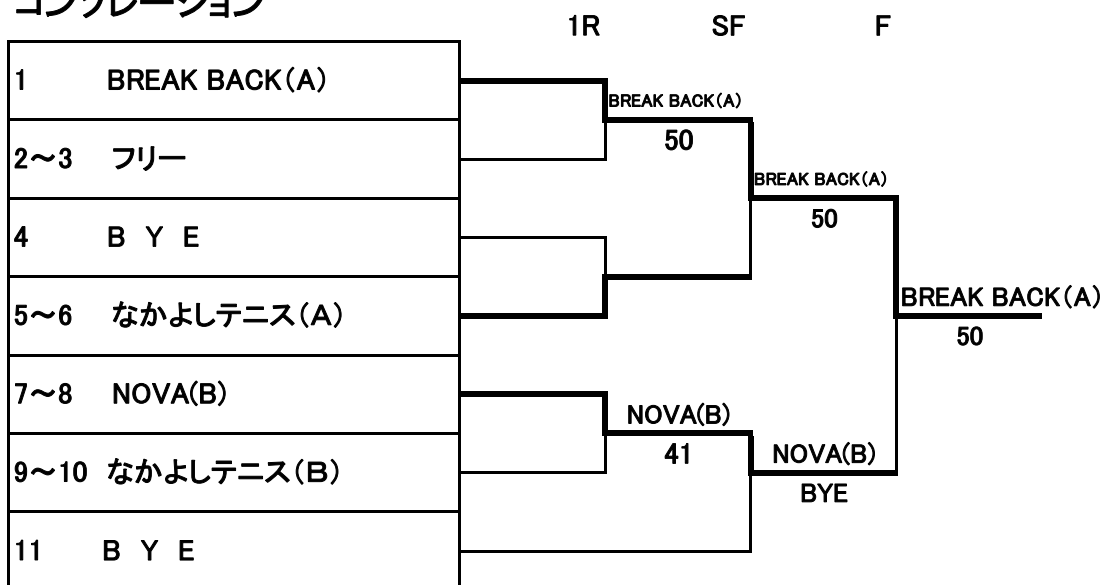 コンソレーション
1R SF F
1 BREAK BACK（A）
2～3 フリー
4 B Y E
5～6 なかよしテニス（A）
7～8 NOVA(B)
9～10 なかよしテニス（B）
11 B Y E
BREAK BACK（A）
50
BREAK BACK（A）
50
BREAK BACK（A）
50
NOVA(B)
41
NOVA(B)
BYE